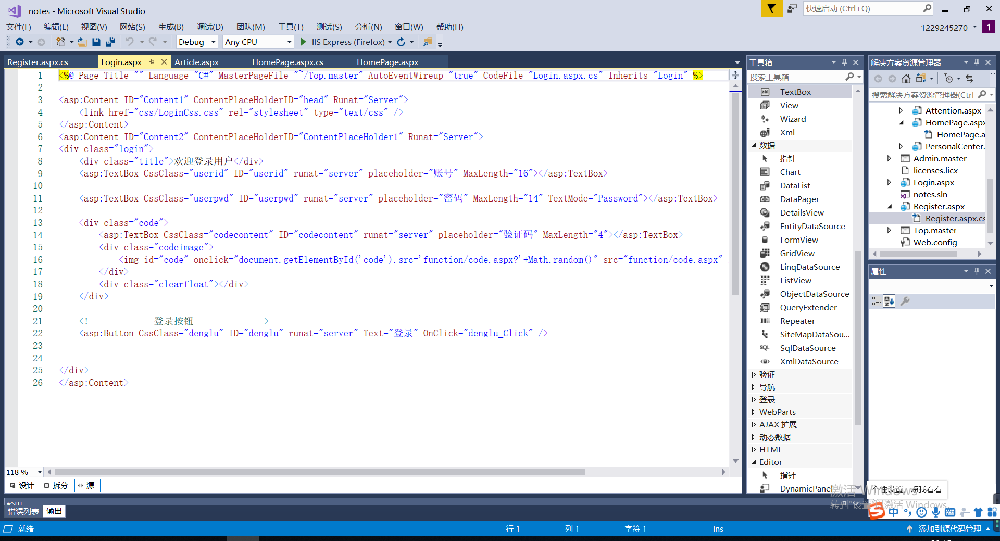 notes - Microsoft Visual Studio
快速启动 (Ctrl+Q)
文件(F) 编辑(E) 视图(V) 网站(S) 生成(B) 调试(D) 团队(M) 工具(T) 测试(S) 分析(N) 窗口(W) 帮助(H)
1229245270 1
Debug Any CPU IIS Express (Firefox)
Register.aspx.cs Login.aspx Article.aspx HomePage.aspx.cs HomePage.aspx
1 <%@ Page Title="" Language="C#" MasterPageFile="~/Top.master" AutoEventWireup="true" CodeFile="Login.aspx.cs" Inherits="Login" %>
2
3 <asp:Content ID="Content1" ContentPlaceHolderID="head" Runat="Server">
4 <link href="css/LoginCss.css" rel="stylesheet" type="text/css" />
5 </asp:Content>
6 <asp:Content ID="Content2" ContentPlaceHolderID="ContentPlaceHolder1" Runat="Server">
7 <div class="login">
8 <div class="title">欢迎登录用户</div>
9 <asp:TextBox CssClass="userid" ID="userid" runat="server" placeholder="账号" MaxLength="16"></asp:TextBox>
10
11 <asp:TextBox CssClass="userpwd" ID="userpwd" runat="server" placeholder="密码" MaxLength="14" TextMode="Password"></asp:TextBox>
12
13 <div class="code">
14 <asp:TextBox CssClass="codecontent" ID="codecontent" runat="server" placeholder="验证码" MaxLength="4"></asp:TextBox>
15 <div class="codeimage">
16 <img id="code" onclick="document.getElementById('code').src='function/code.aspx?'+Math.random()" src="function/code.aspx"
17 </div>
18 <div class="clearfloat"></div>
19 </div>
20
21 <!-- 登录按钮 -->
22 <asp:Button CssClass="denglu" ID="denglu" runat="server" Text="登录" OnClick="denglu_Click" />
23
24
25 </div>
26 </asp:Content>
118 %
设计 拆分 源
输出
错误列表 输出
就绪 行 1 列 1 字符 1 Ins 添加到源代码管理
工具箱
搜索工具箱
TextBox
View
Wizard
Xml
数据
指针
Chart
DataList
DataPager
DetailsView
EntityDataSource
FormView
GridView
LinqDataSource
ListView
ObjectDataSource
QueryExtender
Repeater
SiteMapDataSou...
SQL SqlDataSource
XmlDataSource
验证
导航
登录
WebParts
AJAX 扩展
动态数据
HTML
Editor
指针
DynamicPanel
解决方案资源管理器
搜索解决方案资源管理器(Ctrl
Attention.aspx
HomePage.aspx
HomePage.a
PersonalCenter.
Admin.master
licenses.licx
Login.aspx
notes.sln
Register.aspx
Register.aspx.cs
Top.master
Web.config
属性
激活 Windows
转到"设置"以激活 Windows。
个性设置，点我看看
S 中